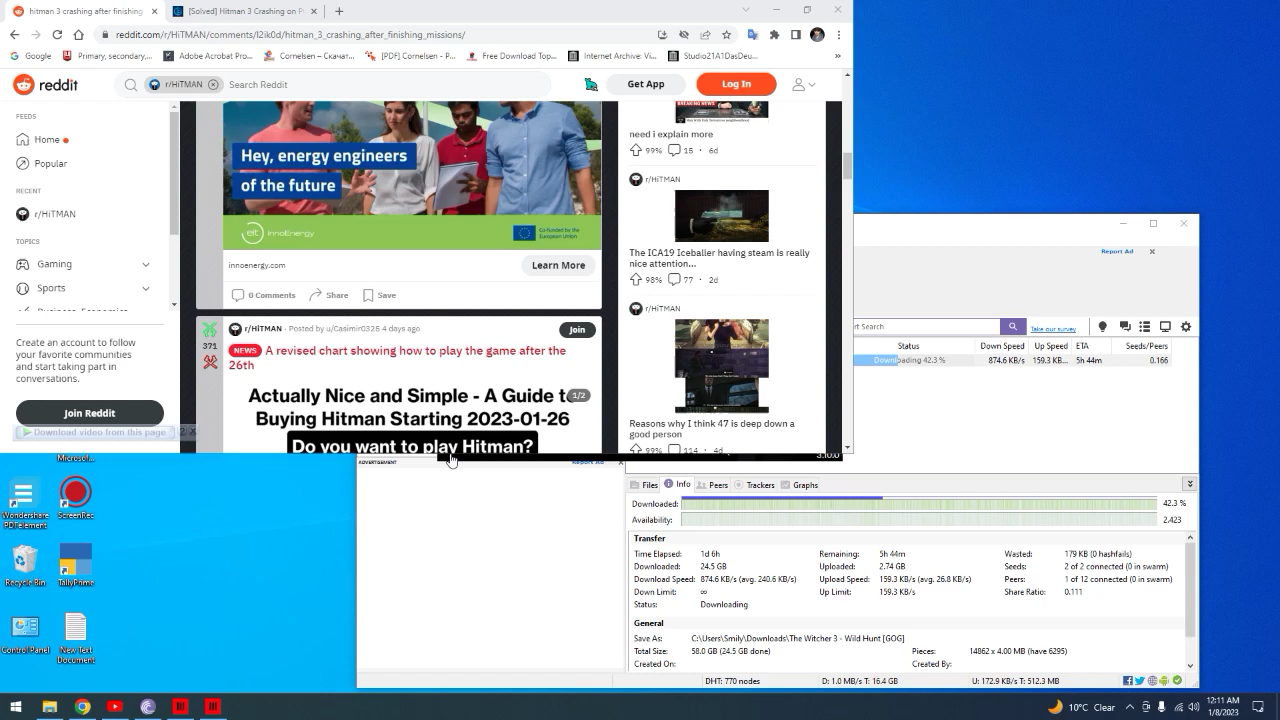 hitman 3 crashing after finishing
[Solved] Hitman 3 Crashing on P
reddit.com/r/HiTMAN/comments/l2ik0d/hitman_3_crashing_after_finishing_missions/
Google
Primary, secondary,...
Adobe Acrobat Pro...
Cornelsen – Скачат...
[PDF] Cornelsen - P...
Free Download Top...
Internet Archive: Vi...
Studio21A1DasDeu...
»
reddit
r/HiTMAN
Search Reddit
Get App
Log In
FEEDS
Home
Popular
RECENT
r/HiTMAN
TOPICS
Gaming
Sports
Create an account to follow
your favorite communities
and start taking part in
conversations.
Join Reddit
Download video from this page
?
X
Hey, energy engineers
of the future
eit
InnoEnergy
Co-funded by the
European Union
innoenergy.com
Learn More
0 Comments
Share
Save
r/HiTMAN · Posted by u/Casimir0325 4 days ago
Join
NEWS A revised chart showing how to play the game after the
26th
1/2
Actually Nice and Simple - A Guide to
Buying Hitman Starting 2023-01-26
Do you want to play Hitman?
BREAKING NEWS
need i explain more
99% 15 · 6d
r/HiTMAN
The ICA19 Iceballer having steam is really
nice attention...
98% 77 · 2d
r/HiTMAN
Reasons why I think 47 is deep down a
good person
99% 114 · 4d
Report Ad
rt Search
Take our survey
Status
Down Speed
Up Speed
ETA
Seeds/Peers
Downloading 42.3 %
874.6 KB/s
159.3 KB...
5h 44m
0.166
ADVERTISEMENT
Report Ad
Files
Info
Peers
Trackers
Graphs
Downloaded:
42.3 %
Availability:
2.423
Transfer
Time Elapsed: 1d 6h
Remaining: 5h 44m
Wasted: 179 KB (0 hashfails)
Downloaded: 24.5 GB
Uploaded: 2.74 GB
Seeds: 2 of 2 connected (0 in swarm)
Download Speed: 874.6 KB/s (avg. 240.6 KB/s)
Upload Speed: 159.3 KB/s (avg. 26.8 KB/s)
Peers: 1 of 12 connected (0 in swarm)
Down Limit: ∞
Up Limit: 159.3 KB/s
Share Ratio: 0.111
Status: Downloading
General
Save As: C:\Users\Smily\Downloads\The Witcher 3 - Wild Hunt [GOG]
Total Size: 58.0 GB (24.5 GB done)
Pieces: 14862 x 4.00 MB (have 6295)
Created On:
Created By:
DHT: 770 nodes
D: 1.0 MB/s T: 16.4 GB
U: 172.9 KB/s T: 512.3 MB
Microsof...
Wondershare
PDFelement
ScreenRec
Recycle Bin
TallyPrime
Control Panel
New Text
Document
10°C Clear
12:11 AM
1/8/2023